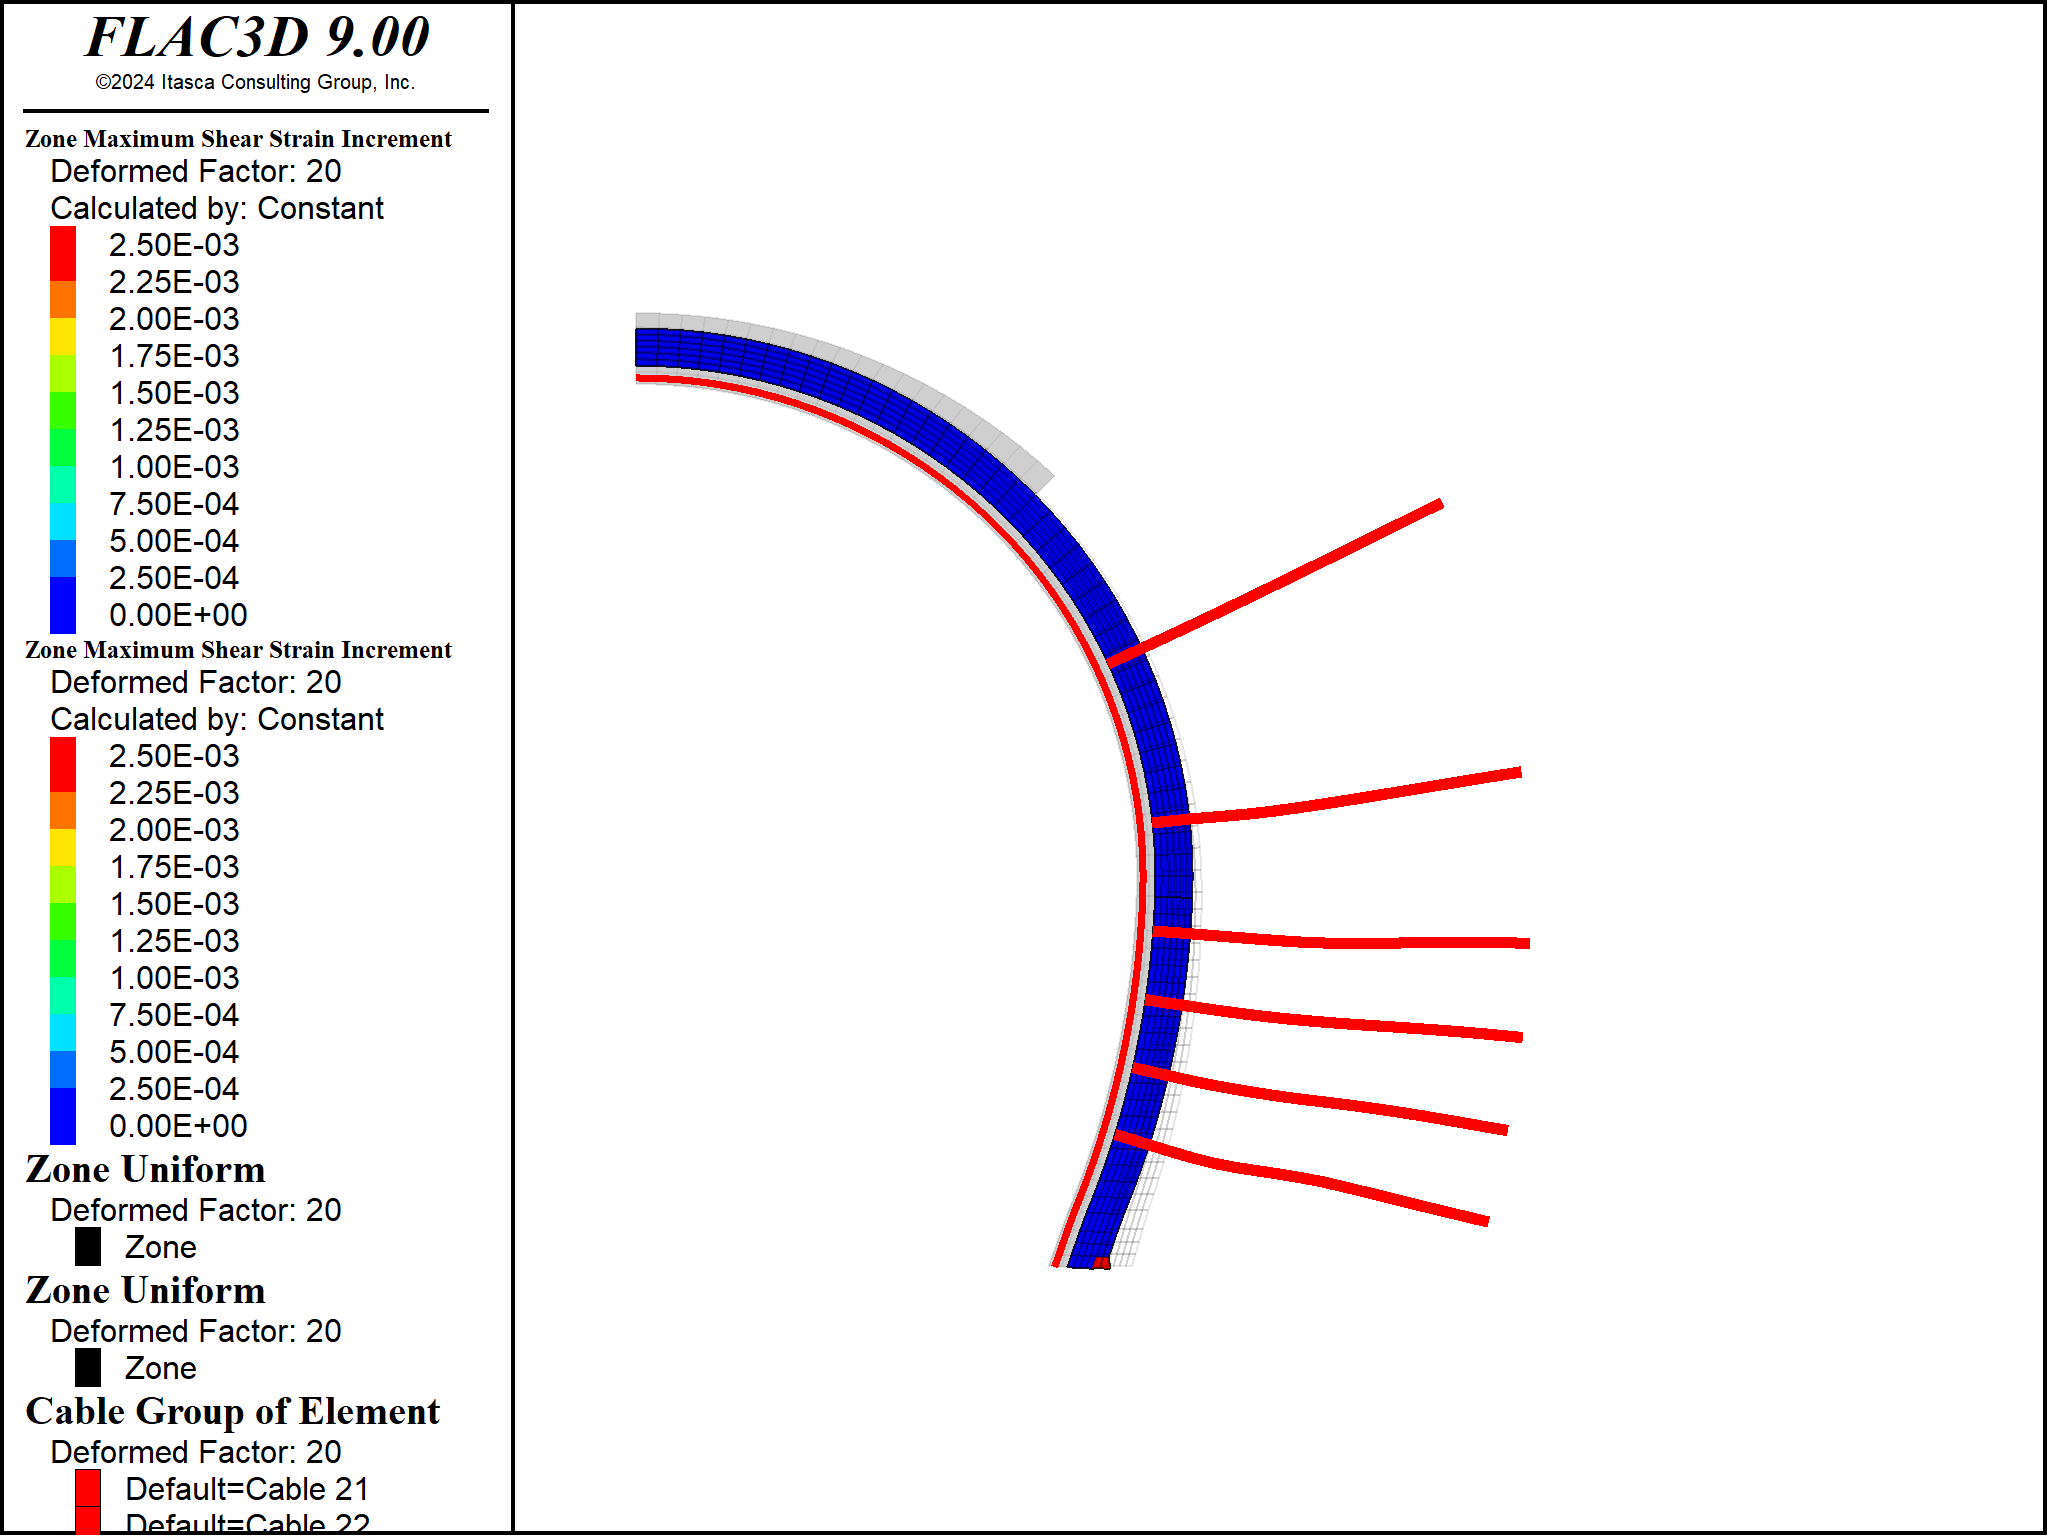 FLAC3D 9.00
©2024 Itasca Consulting Group, Inc.
Zone Maximum Shear Strain Increment
Deformed Factor: 20
Calculated by: Constant
2.50E-03
2.25E-03
2.00E-03
1.75E-03
1.50E-03
1.25E-03
1.00E-03
7.50E-04
5.00E-04
2.50E-04
0.00E+00
Zone Maximum Shear Strain Increment
Deformed Factor: 20
Calculated by: Constant
2.50E-03
2.25E-03
2.00E-03
1.75E-03
1.50E-03
1.25E-03
1.00E-03
7.50E-04
5.00E-04
2.50E-04
0.00E+00
Zone Uniform
Deformed Factor: 20
Zone
Zone Uniform
Deformed Factor: 20
Zone
Cable Group of Element
Deformed Factor: 20
Default=Cable 21
Default=Cable 22